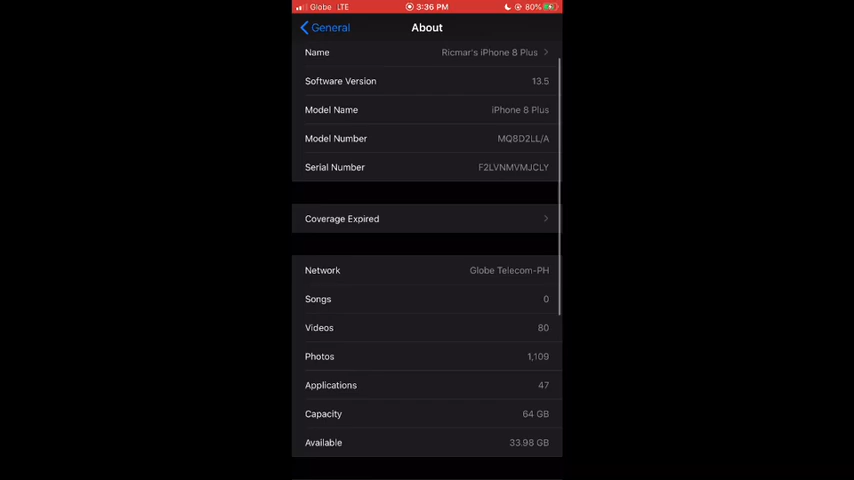 Globe LTE 3:36 PM 80%
General About
Name Ricmar's iPhone 8 Plus
Software Version 13.5
Model Name iPhone 8 Plus
Model Number MQ8D2LL/A
Serial Number F2LVNMVMJCLY
Coverage Expired
Network Globe Telecom-PH
Songs 0
Videos 80
Photos 1,109
Applications 47
Capacity 64 GB
Available 33.98 GB